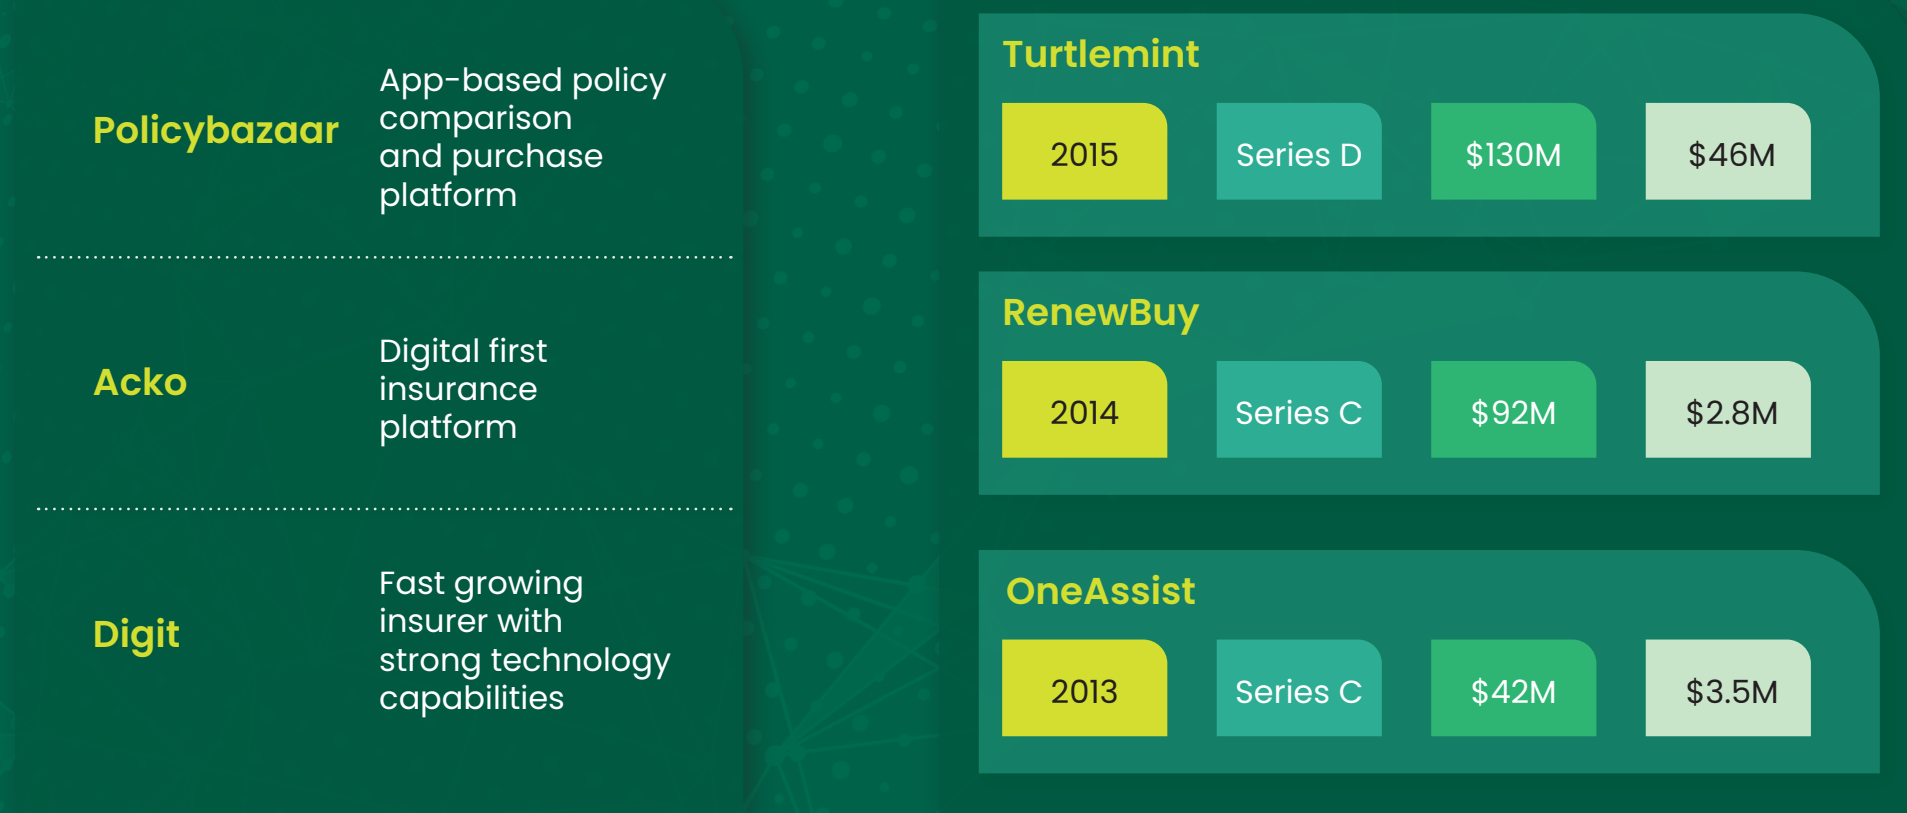 Policybazaar
App-based policy
comparison
and purchase
platform
Acko
Digital first
insurance
platform
Digit
Fast growing
insurer with
strong technology
capabilities
Turtlemint
2015 Series D $130M $46M
RenewBuy
2014 Series C $92M $2.8M
OneAssist
2013 Series C $42M $3.5M